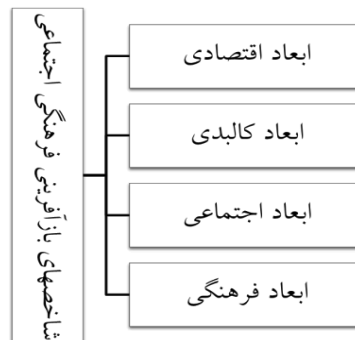 شاخصهای بازآفرینی فرهنگی اجتماعی
ابعاد اقتصادی
ابعاد کالبدی
ابعاد اجتماعی
ابعاد فرهنگی